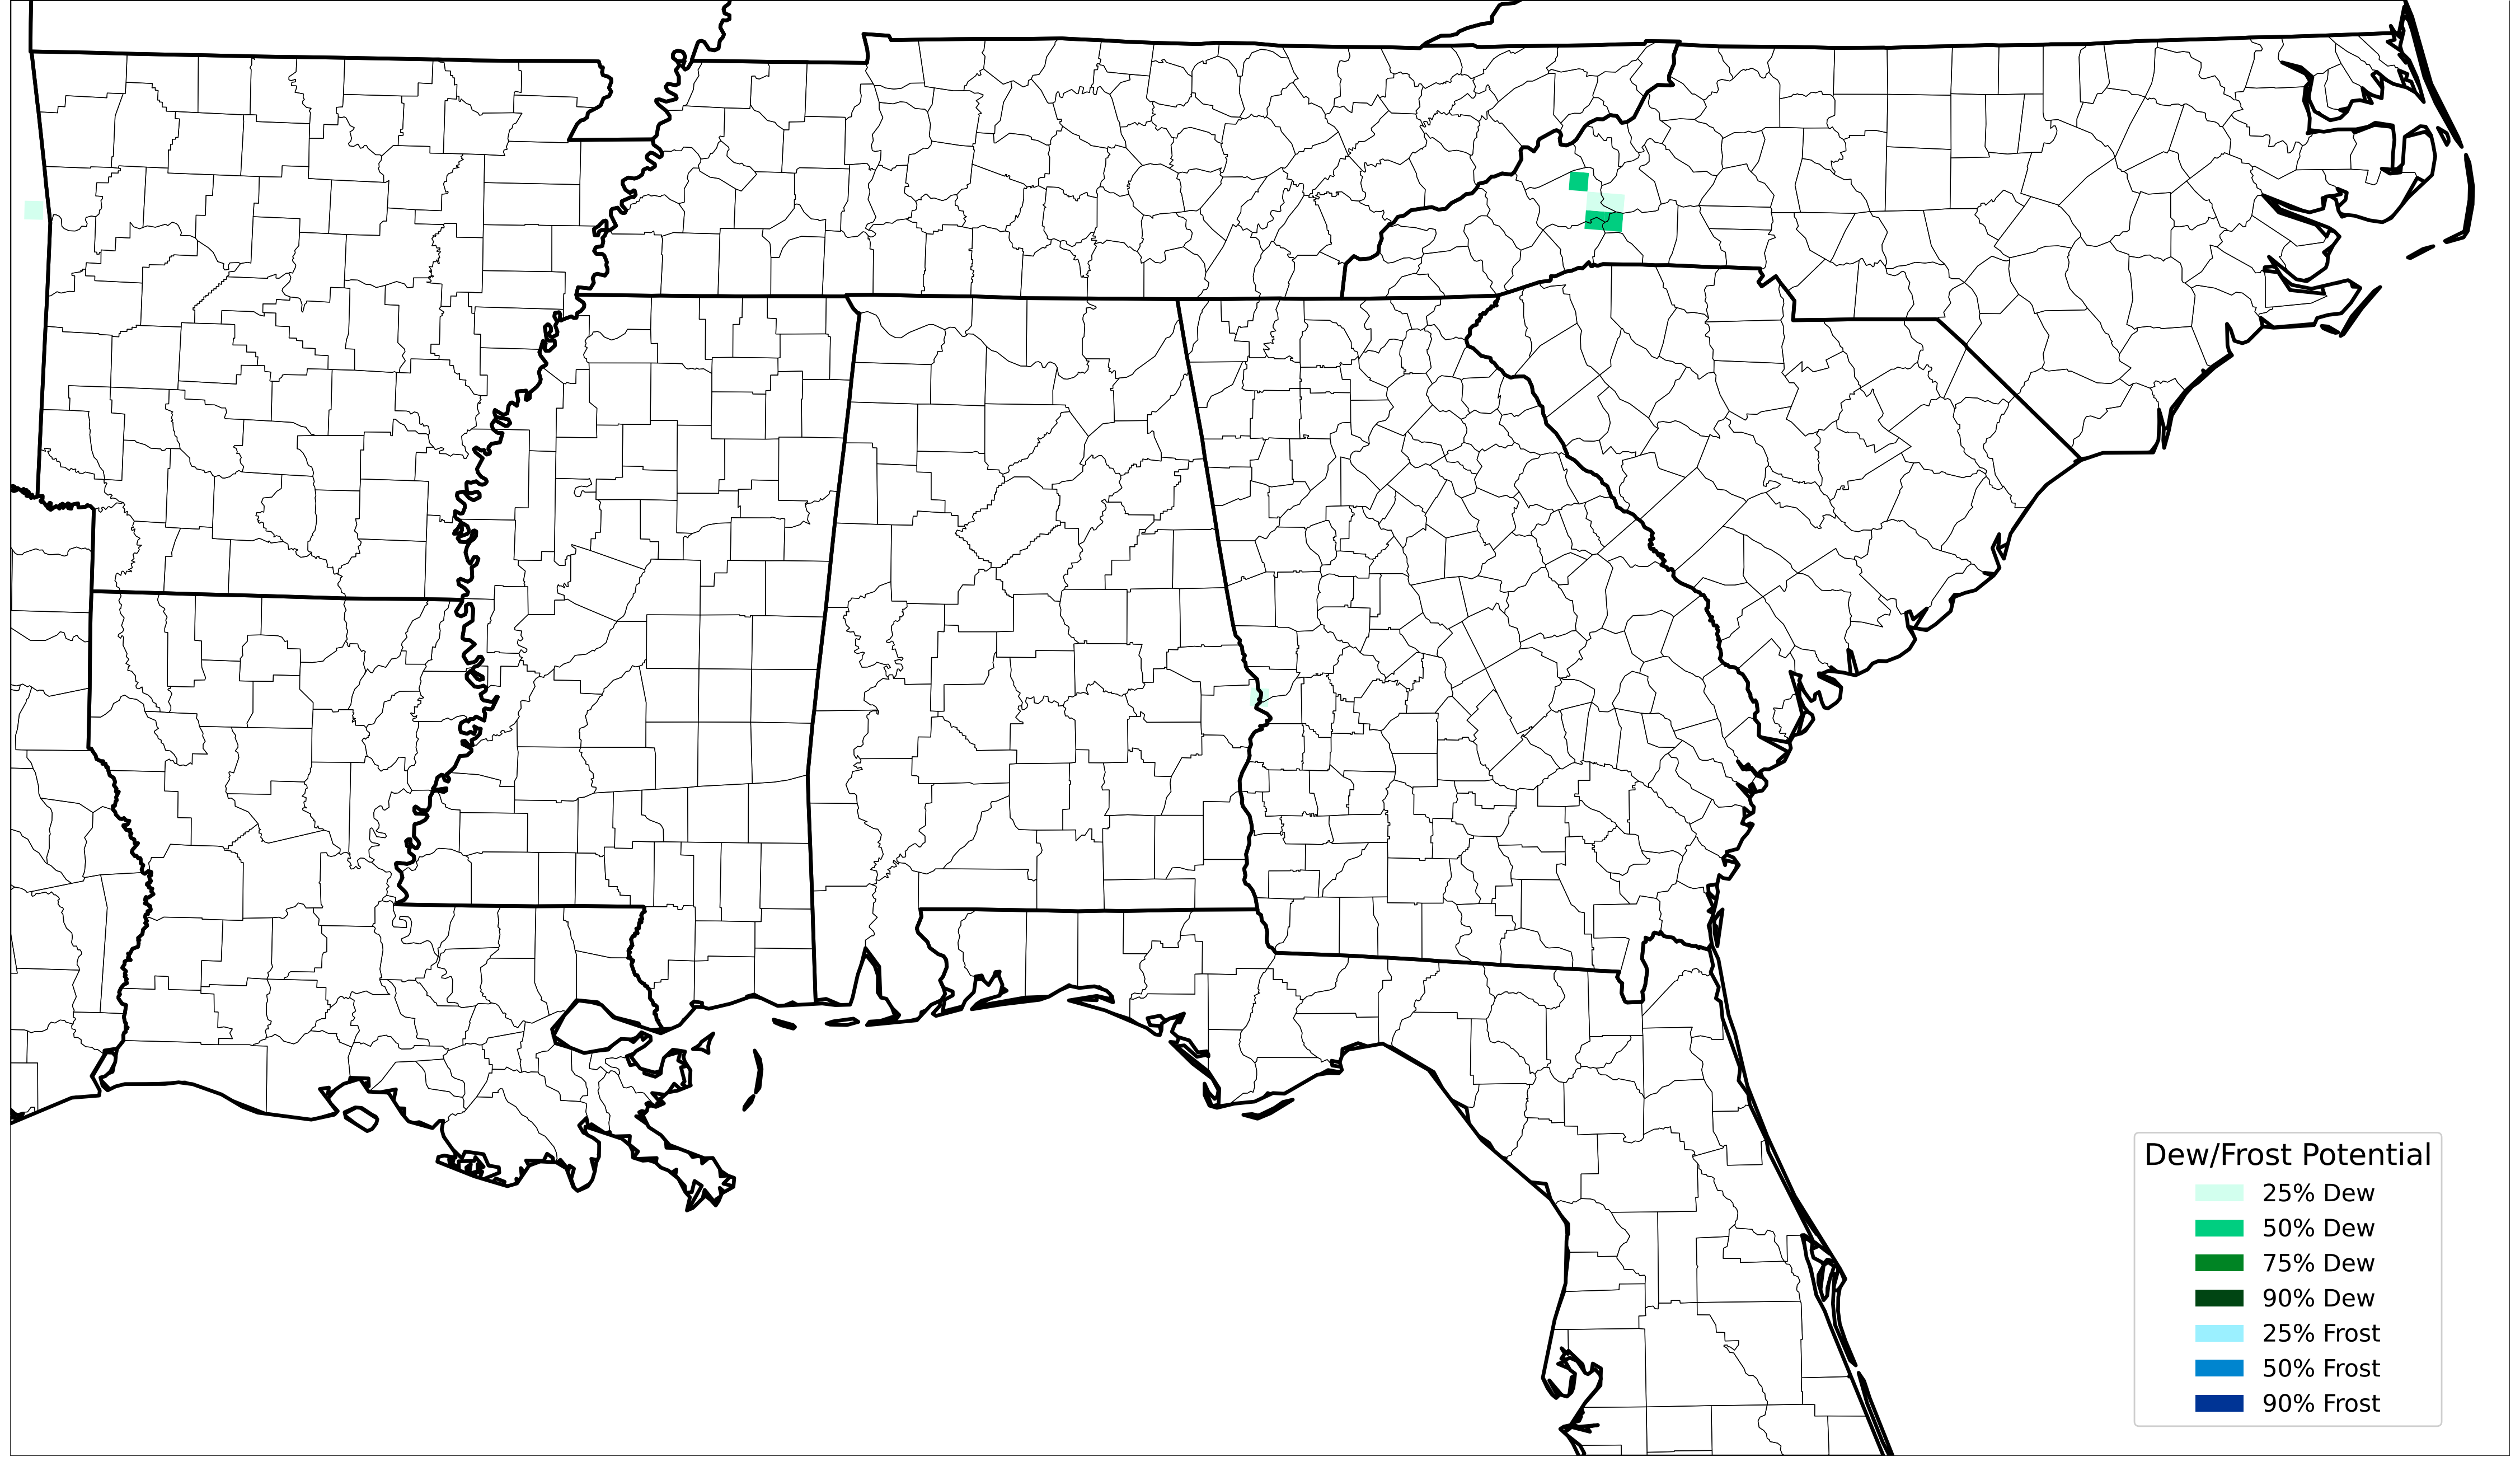 Dew/Frost Potential
25% Dew
50% Dew
75% Dew
90% Dew
25% Frost
50% Frost
90% Frost